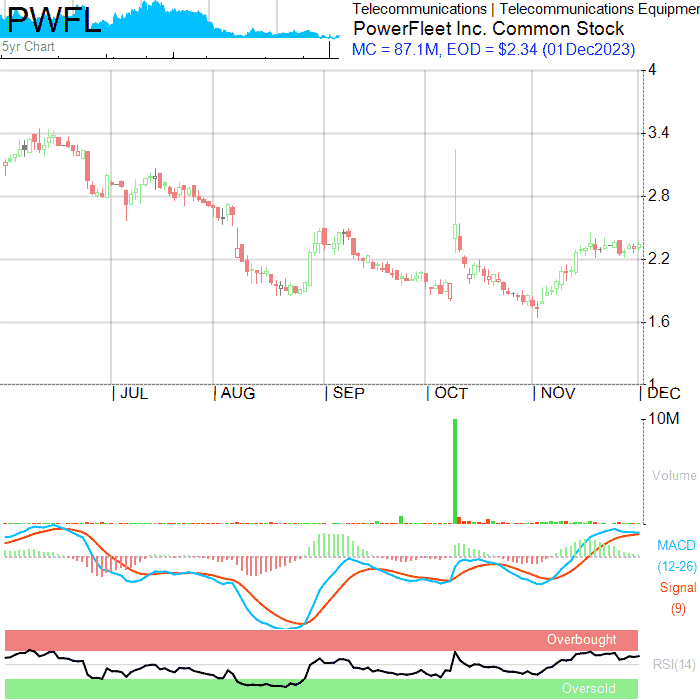 PWFL
5yr Chart
Telecommunications | Telecommunications Equipmer
PowerFleet Inc. Common Stock
MC = 87.1M, EOD = $2.34 (01Dec2023)
4
3.4
2.8
2.2
1.6
1
| JUL | AUG | SEP | OCT | NOV | DEC
10M
Volume
MACD
(12-26)
Signal
(9)
Overbought
RSI(14)
Oversold